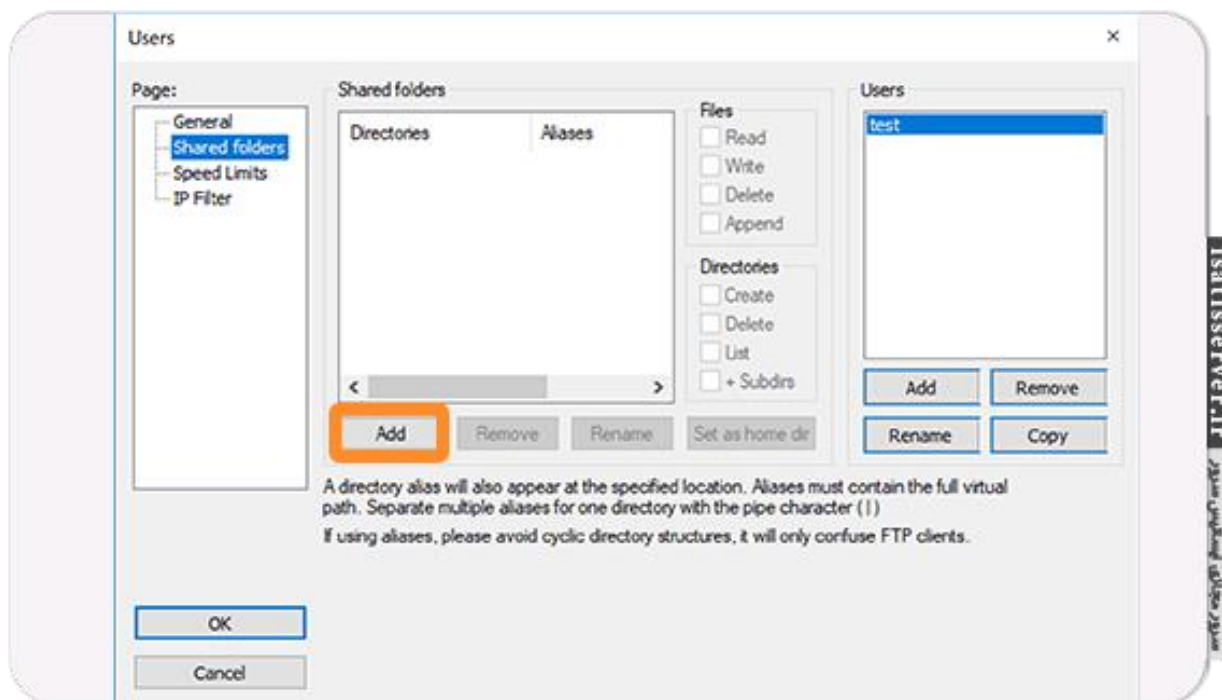 Users
Page:
General
Shared folders
Speed Limits
IP Filter
Shared folders
Directories
Aliases
Files
Read
Write
Delete
Append
Directories
Create
Delete
List
+ Subdirs
Add
Remove
Rename
Set as home dir
Users
test
Add
Remove
Rename
Copy
A directory alias will also appear at the specified location. Aliases must contain the full virtual
path. Separate multiple aliases for one directory with the pipe character (|)
If using aliases, please avoid cyclic directory structures, it will only confuse FTP clients.
OK
Cancel